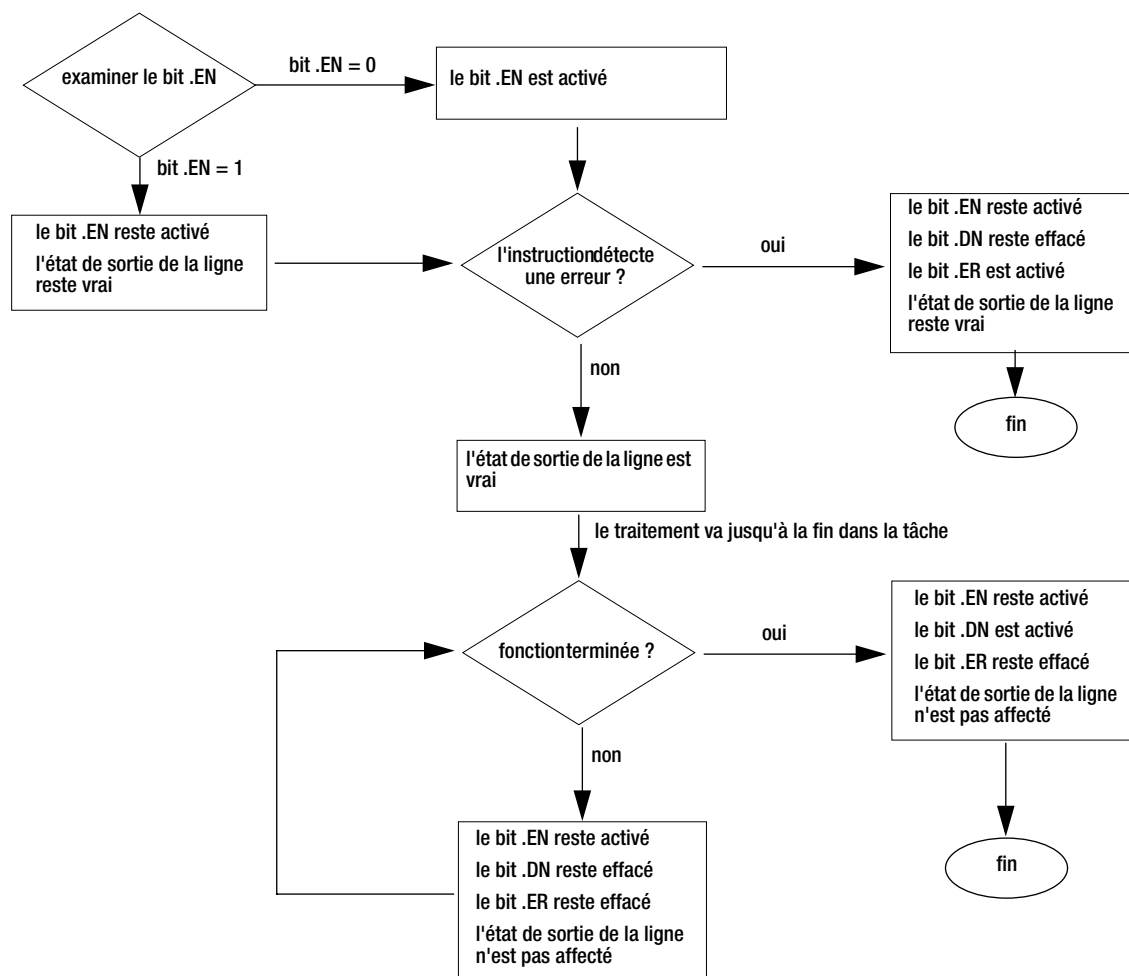 examiner le bit .EN
bit .EN = 0
le bit .EN est activé
bit .EN = 1
le bit .EN reste activé
l'état de sortie de la ligne
reste vrai
l'instructiondétecte
une erreur ?
oui
le bit .EN reste activé
le bit .DN reste effacé
le bit .ER est activé
l'état de sortie de la ligne
reste vrai
non
fin
l'état de sortie de la ligne est
vrai
le traitement va jusqu'à la fin dans la tâche
fonctionterminée ?
oui
le bit .EN reste activé
le bit .DN est activé
le bit .ER reste effacé
l'état de sortie de la ligne
n'est pas affecté
non
le bit .EN reste activé
le bit .DN reste effacé
le bit .ER reste effacé
l'état de sortie de la ligne
n'est pas affecté
fin